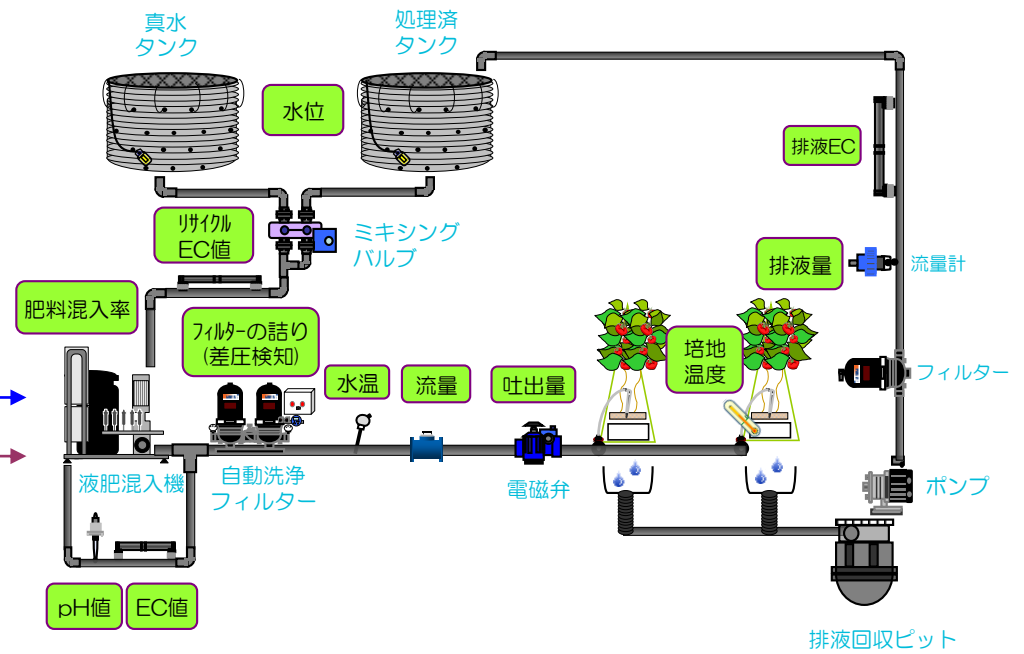 真水
タンク
処理済
タンク
水位
排液EC
ﾘｻｲｸﾙ
EC値
ミキシング
バルブ
排液量
流量計
肥料混入率
ﾌｨﾙﾀｰの詰り
(差圧検知)
培地
温度
水温
流量
吐出量
フィルター
液肥混入機
自動洗浄
フィルター
電磁弁
ポンプ
pH値
EC値
排液回収ピット